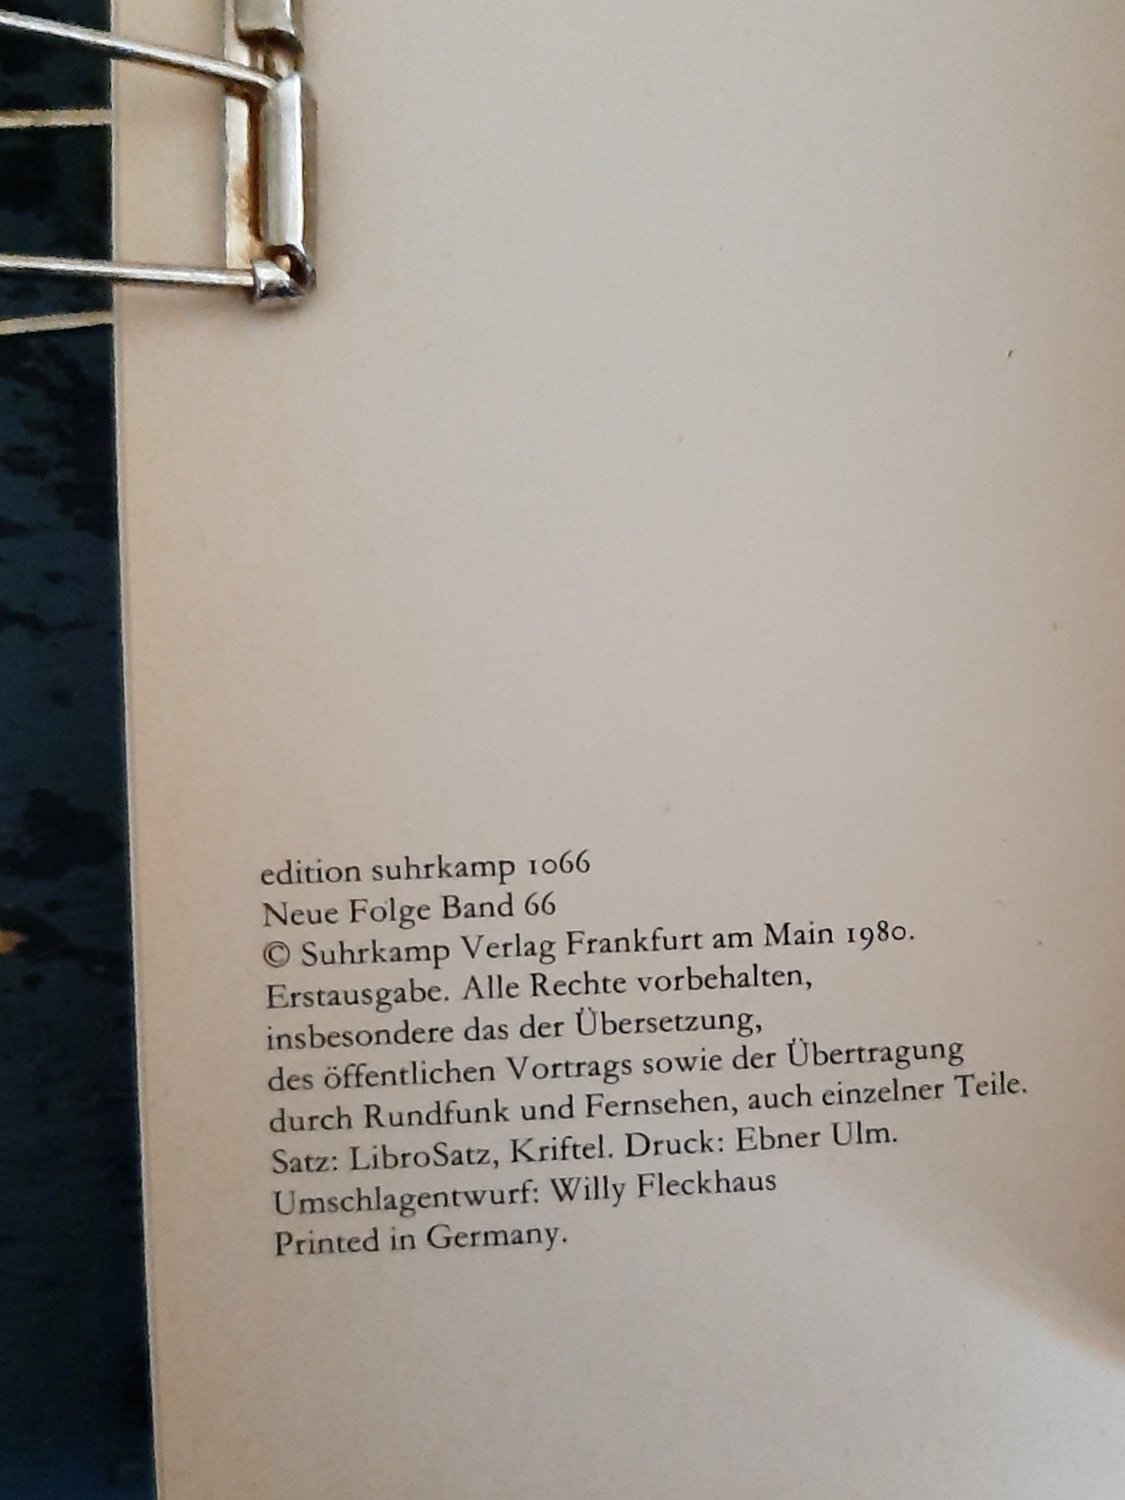 edition suhrkamp 1066
Neue Folge Band 66
© Suhrkamp Verlag Frankfurt am Main 1980.
Erstausgabe. Alle Rechte vorbehalten,
insbesondere das der Übersetzung,
des öffentlichen Vortrags sowie der Übertragung
durch Rundfunk und Fernsehen, auch einzelner Teile.
Satz: LibroSatz, Kriftel. Druck: Ebner Ulm.
Umschlagentwurf: Willy Fleckhaus
Printed in Germany.